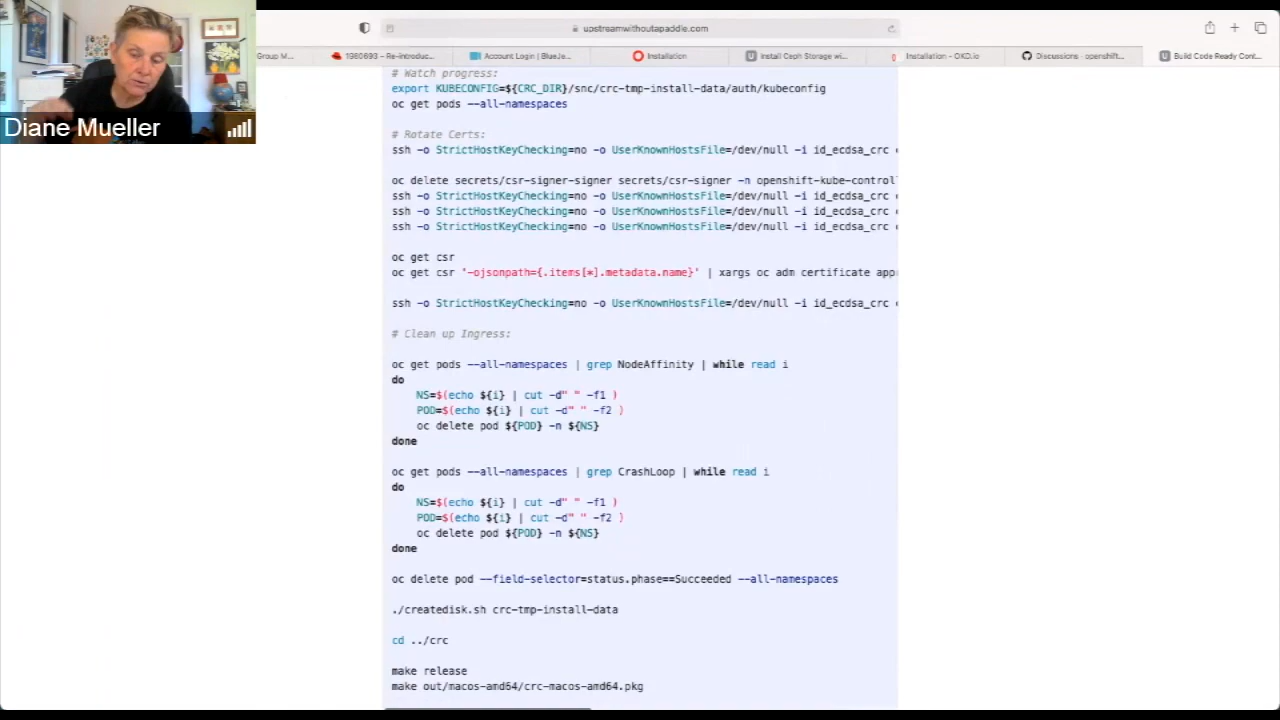 upstreamwithoutapaddle.com
Group M...
1960693 – Re-introduc...
Account Login | BlueJe...
Installation
Install Ceph Storage wi...
Installation - OKD.io
Discussions · openshift...
Build Code Ready Cont...
Diane Mueller
# Watch progress:
export KUBECONFIG=${CRC_DIR}/snc/crc-tmp-install-data/auth/kubeconfig
oc get pods --all-namespaces
# Rotate Certs:
ssh -o StrictHostKeyChecking=no -o UserKnownHostsFile=/dev/null -i id_ecdsa_crc
oc delete secrets/csr-signer-signer secrets/csr-signer -n openshift-kube-control
ssh -o StrictHostKeyChecking=no -o UserKnownHostsFile=/dev/null -i id_ecdsa_crc
ssh -o StrictHostKeyChecking=no -o UserKnownHostsFile=/dev/null -i id_ecdsa_crc
ssh -o StrictHostKeyChecking=no -o UserKnownHostsFile=/dev/null -i id_ecdsa_crc
oc get csr
oc get csr '-ojsonpath={.items[*].metadata.name}' | xargs oc adm certificate app
ssh -o StrictHostKeyChecking=no -o UserKnownHostsFile=/dev/null -i id_ecdsa_crc
# Clean up Ingress:
oc get pods --all-namespaces | grep NodeAffinity | while read i
do
NS=$(echo ${i} | cut -d" " -f1 )
POD=$(echo ${i} | cut -d" " -f2 )
oc delete pod ${POD} -n ${NS}
done
oc get pods --all-namespaces | grep CrashLoop | while read i
do
NS=$(echo ${i} | cut -d" " -f1 )
POD=$(echo ${i} | cut -d" " -f2 )
oc delete pod ${POD} -n ${NS}
done
oc delete pod --field-selector=status.phase==Succeeded --all-namespaces
./createdisk.sh crc-tmp-install-data
cd ../crc
make release
make out/macos-amd64/crc-macos-amd64.pkg